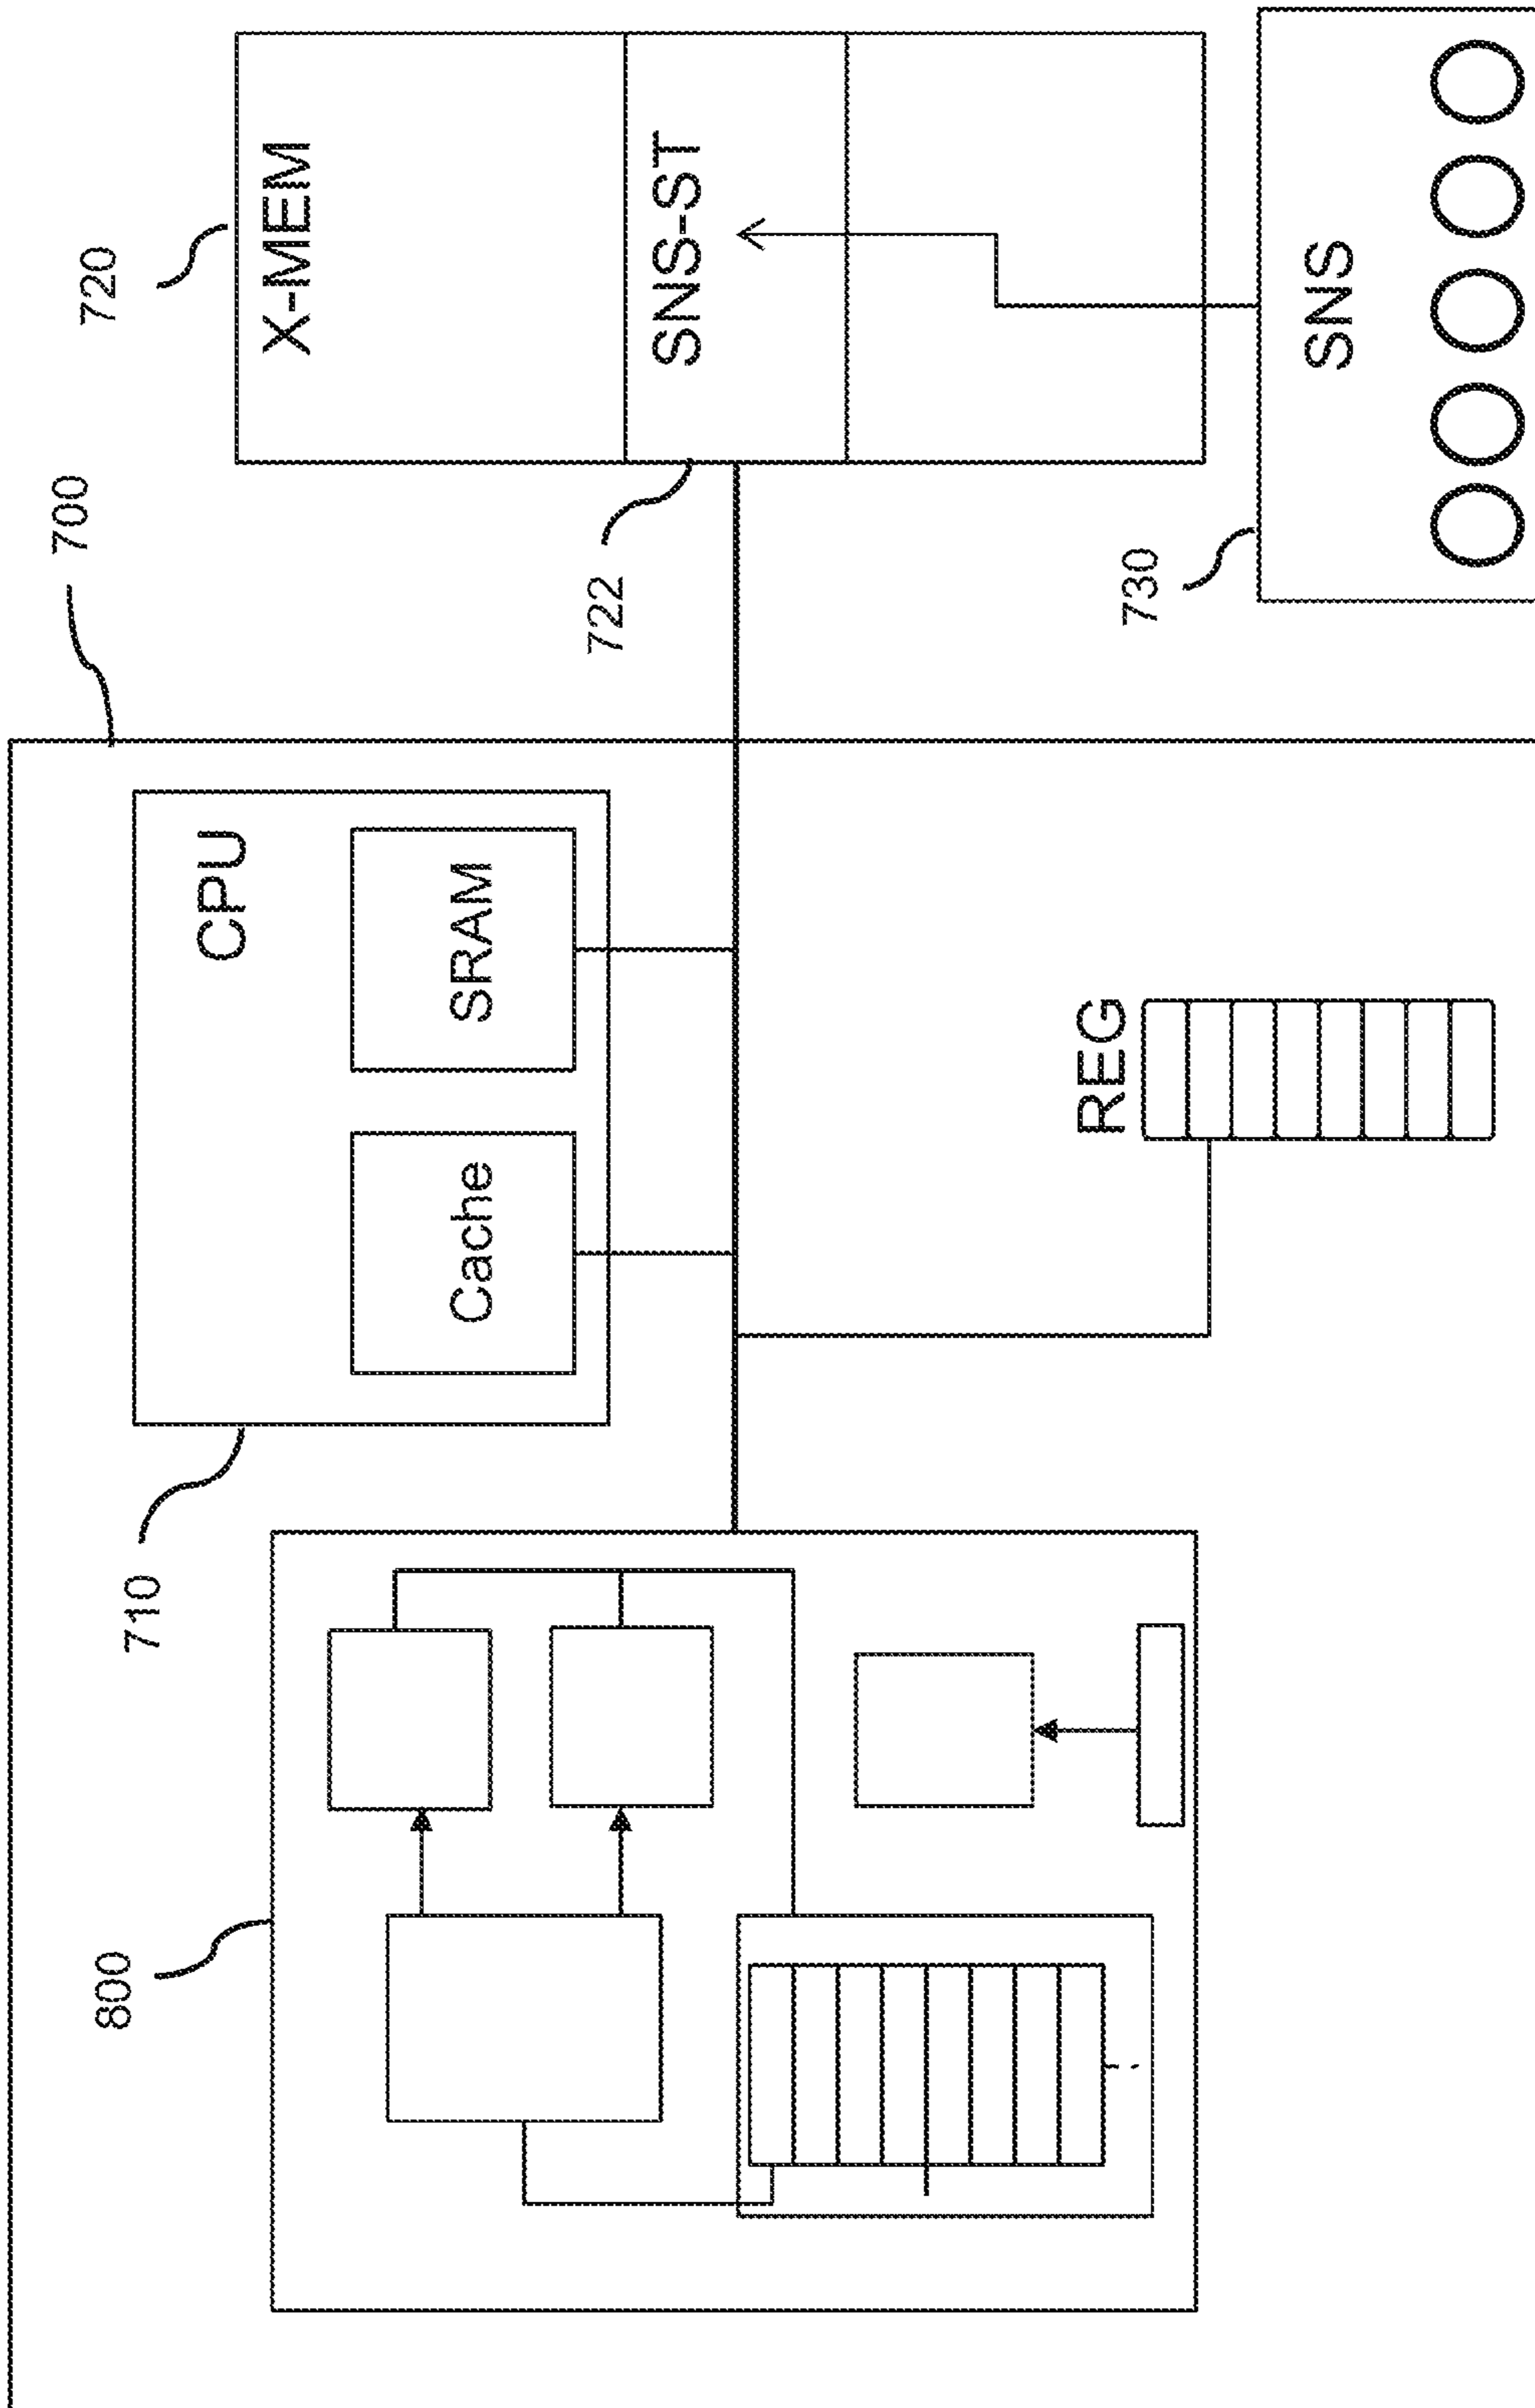 700
720
800
710
CPU
X-MEM
Cache
SRAM
722
SNS-ST
REG
730
SNS